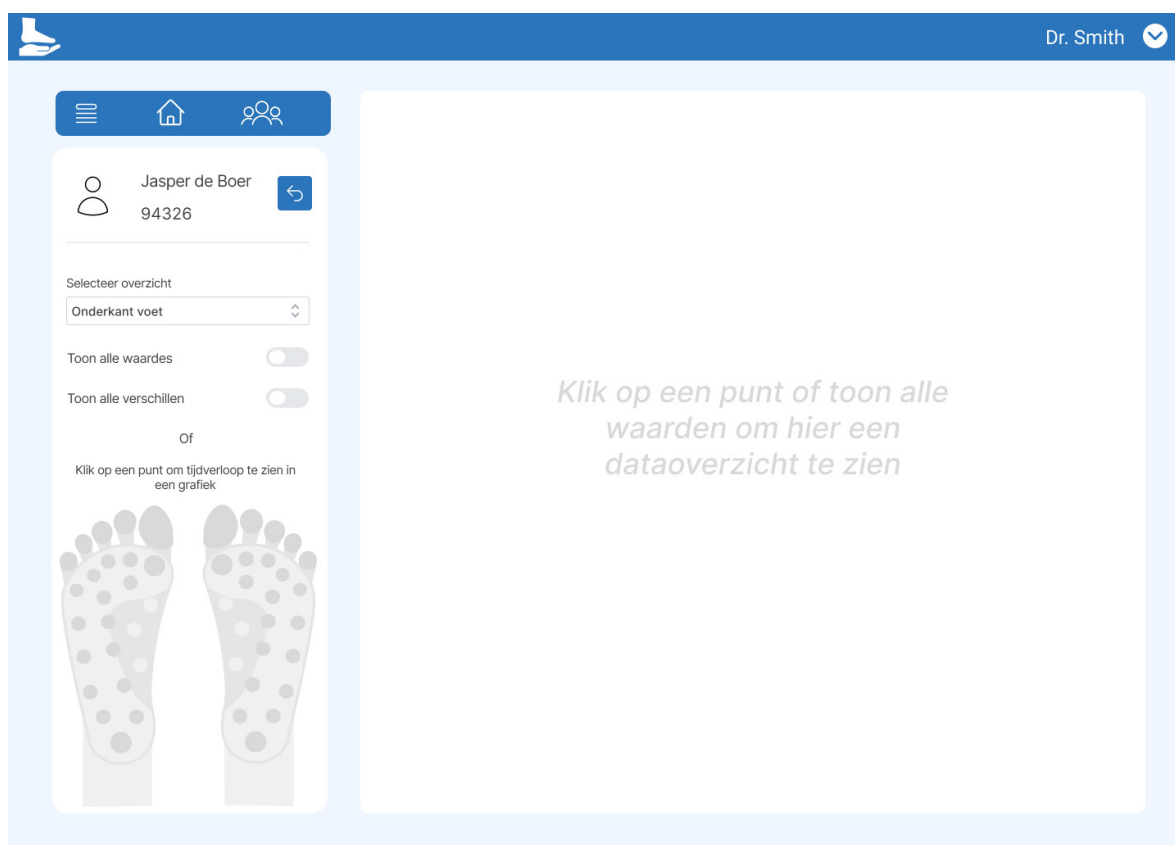 Dr. Smith
Jasper de Boer
94326
Selecteer overzicht
Onderkant voet
Toon alle waardes
Toon alle verschillen
Of
Klik op een punt om tijdverloop te zien in
een grafiek
Klik op een punt of toon alle
waarden om hier een
dataoverzicht te zien